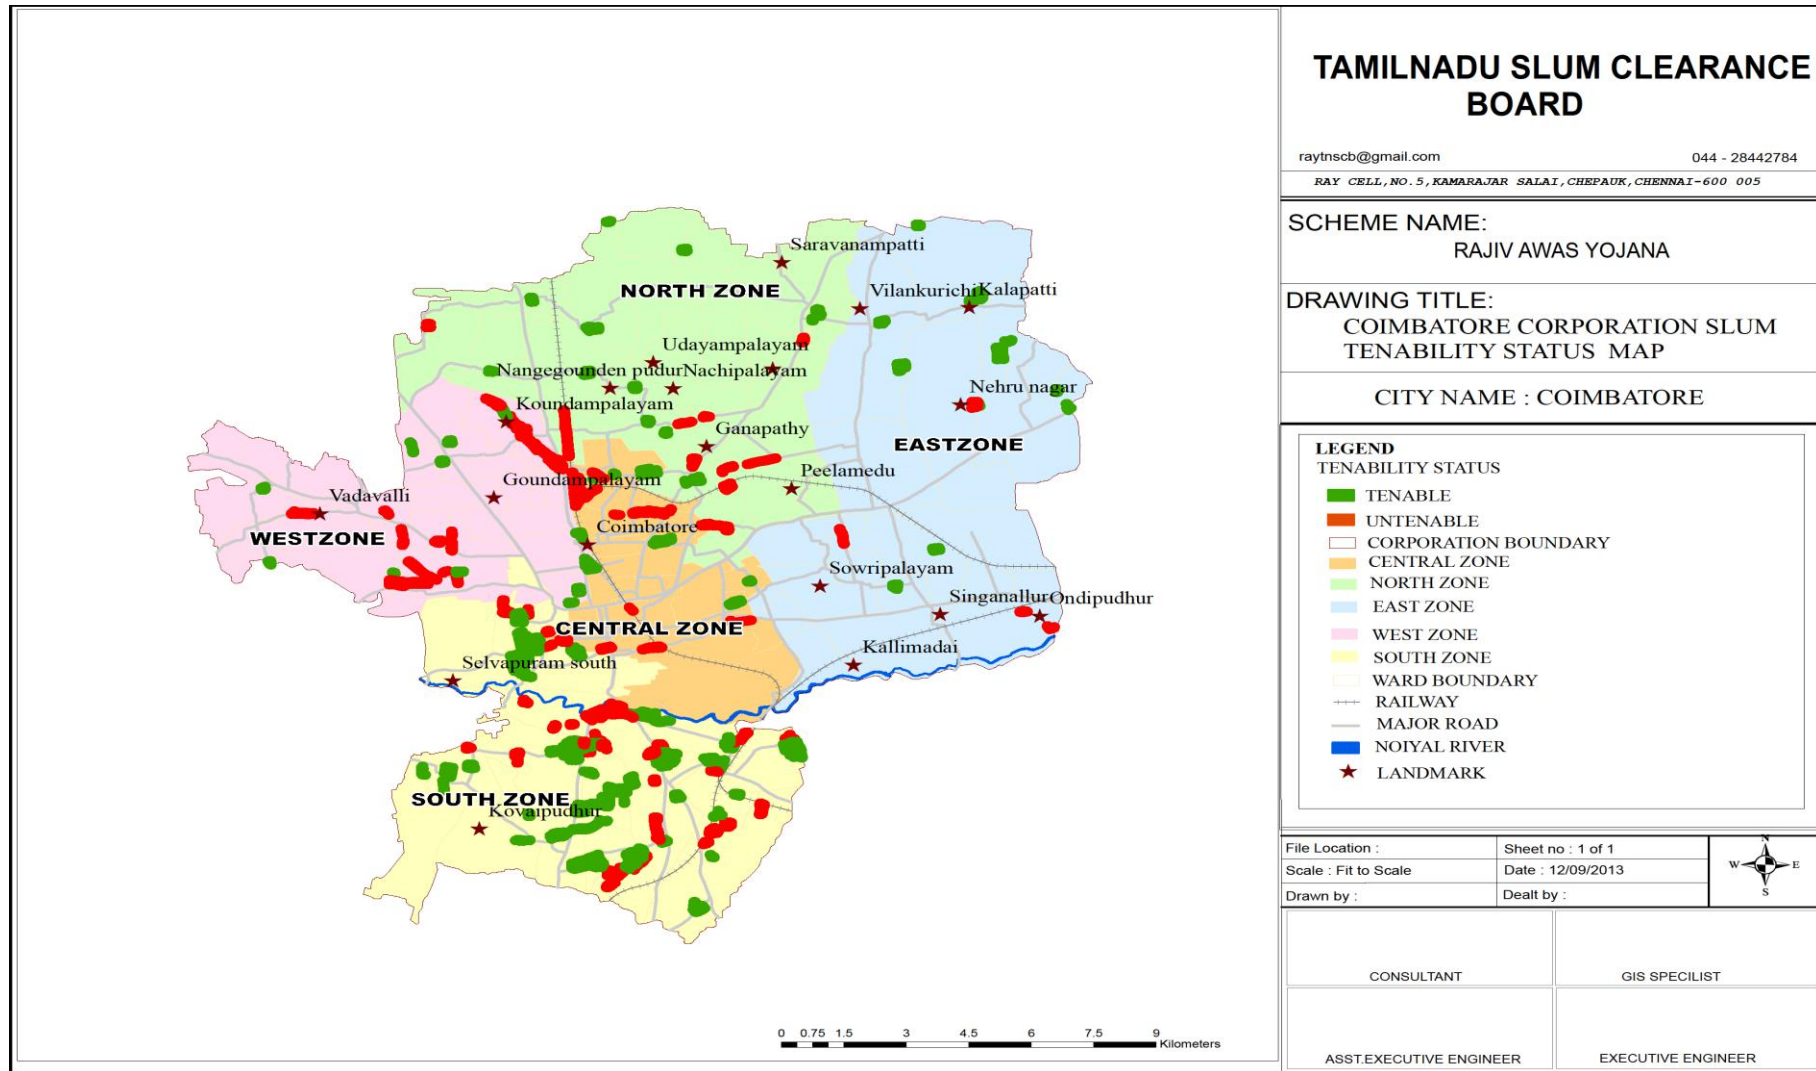 TAMILNADU SLUM CLEARANCE
BOARD
raytnscb@gmail.com 044 - 28442784
RAY CELL,NO.5,KAMARAJAR SALAI,CHEPAUK,CHENNAI-600 005
SCHEME NAME:
RAJIV AWAS YOJANA
DRAWING TITLE:
COIMBATORE CORPORATION SLUM
TENABILITY STATUS MAP
CITY NAME : COIMBATORE
LEGEND
TENABILITY STATUS
TENABLE
UNTENABLE
CORPORATION BOUNDARY
CENTRAL ZONE
NORTH ZONE
EAST ZONE
WEST ZONE
SOUTH ZONE
WARD BOUNDARY
RAILWAY
MAJOR ROAD
NOIYAL RIVER
LANDMARK
File Location :
Sheet no : 1 of 1
Scale : Fit to Scale
Date : 12/09/2013
Drawn by :
Dealt by :
N
W E
S
CONSULTANT
GIS SPECILIST
ASST.EXECUTIVE ENGINEER
EXECUTIVE ENGINEER
Saravanampatti
NORTH ZONE
Vilankurichi
Kalapatti
Udayampalayam
Nangegounden pudur
Nachipalayam
Nehru nagar
Koundampalayam
Ganapathy
EASTZONE
Goundampalayam
Peelamedu
Vadavalli
Coimbatore
WESTZONE
Sowripalayam
Singanallur
Ondipudhur
CENTRAL ZONE
Kallimadai
Selvapuram south
SOUTH ZONE
Kovaipudhur
0 0.75 1.5 3 4.5 6 7.5 9
Kilometers